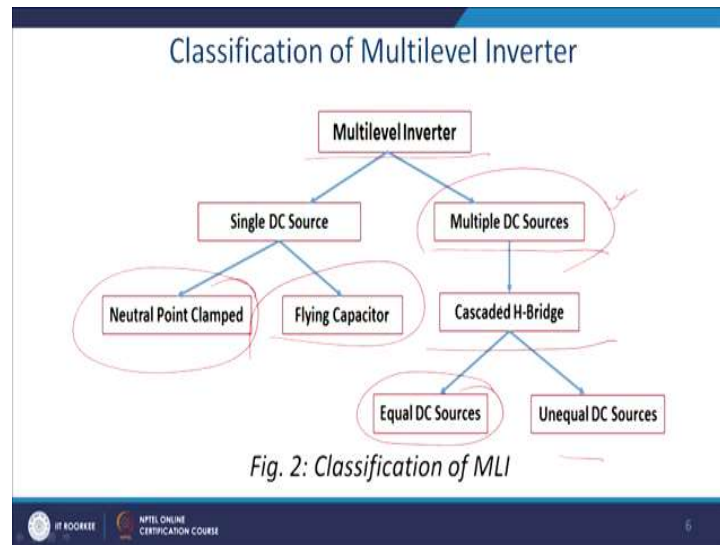 Classification of Multilevel Inverter
Multilevel Inverter
Single DC Source
Multiple DC Sources
Neutral Point Clamped
Flying Capacitor
Cascaded H-Bridge
Equal DC Sources
Unequal DC Sources
Fig. 2: Classification of MLI
IIT ROORKEE
NPTEL ONLINE
CERTIFICATION COURSE
6